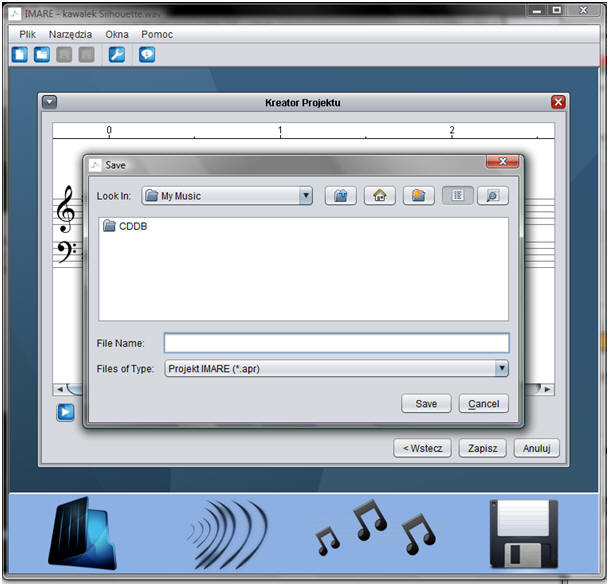 IMARE - kawalek Silhouette.wav
Plik Narzędzia Okna Pomoc
Kreator Projektu
0 1 2
Save
Look In: My Music
CDDB
File Name:
Files of Type: Projekt IMARE (*.apr)
Save Cancel
< Wstecz Zapisz Anuluj